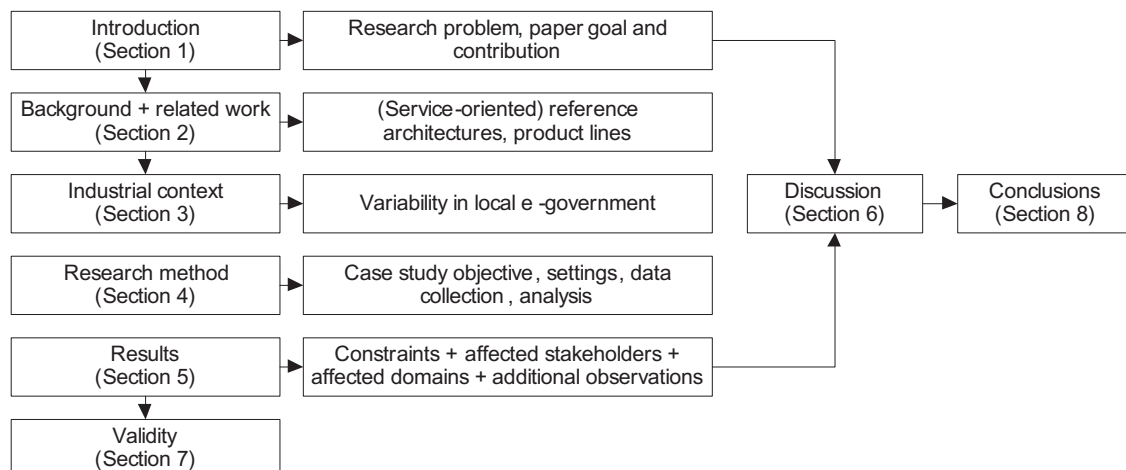 Introduction
(Section 1)
Research problem, paper goal and
contribution
Background + related work
(Section 2)
(Service-oriented) reference
architectures, product lines
Industrial context
(Section 3)
Variability in local e -government
Discussion
(Section 6)
Conclusions
(Section 8)
Research method
(Section 4)
Case study objective, settings, data
collection , analysis
Results
(Section 5)
Constraints + affected stakeholders +
affected domains + additional observations
Validity
(Section 7)